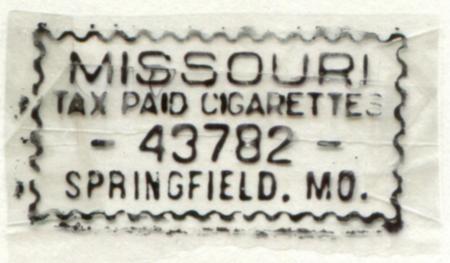 MISSOURI
TAX PAID CIGARETTES
- 43782 -
SPRINGFIELD, MO.